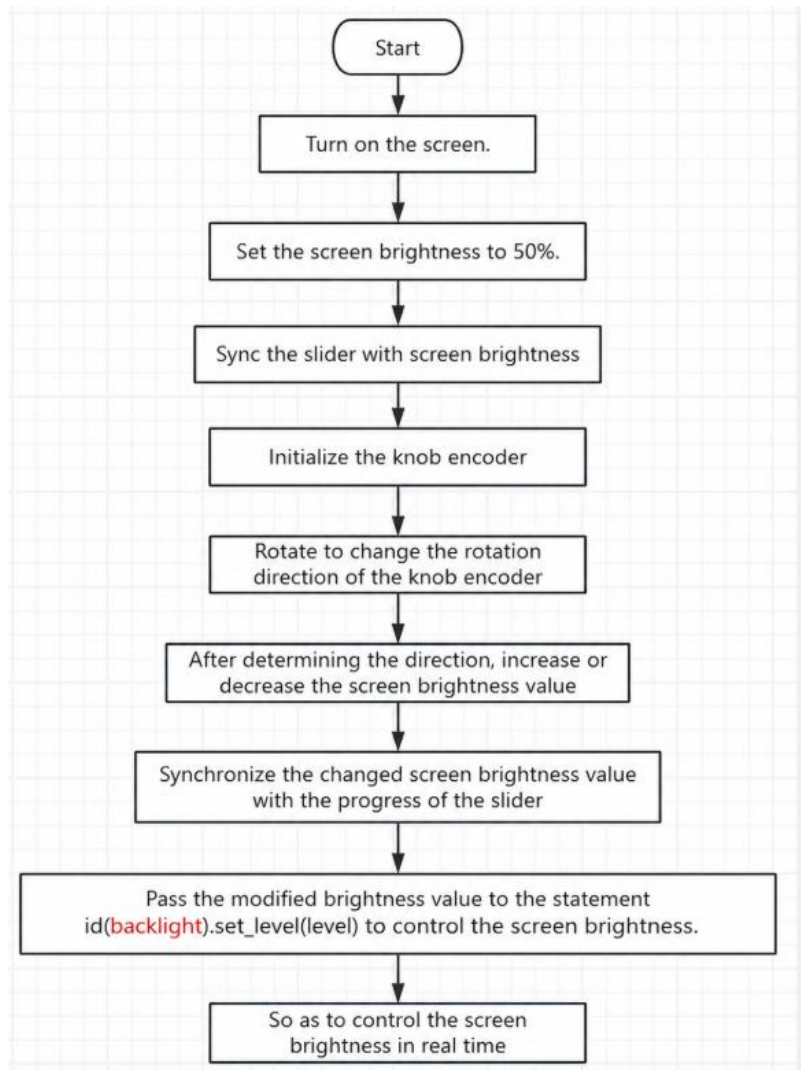 Start
Turn on the screen.
Set the screen brightness to 50%.
Sync the slider with screen brightness
Initialize the knob encoder
Rotate to change the rotation
direction of the knob encoder
After determining the direction, increase or
decrease the screen brightness value
Synchronize the changed screen brightness value
with the progress of the slider
Pass the modified brightness value to the statement
id(backlight).set_level(level) to control the screen brightness.
So as to control the screen
brightness in real time